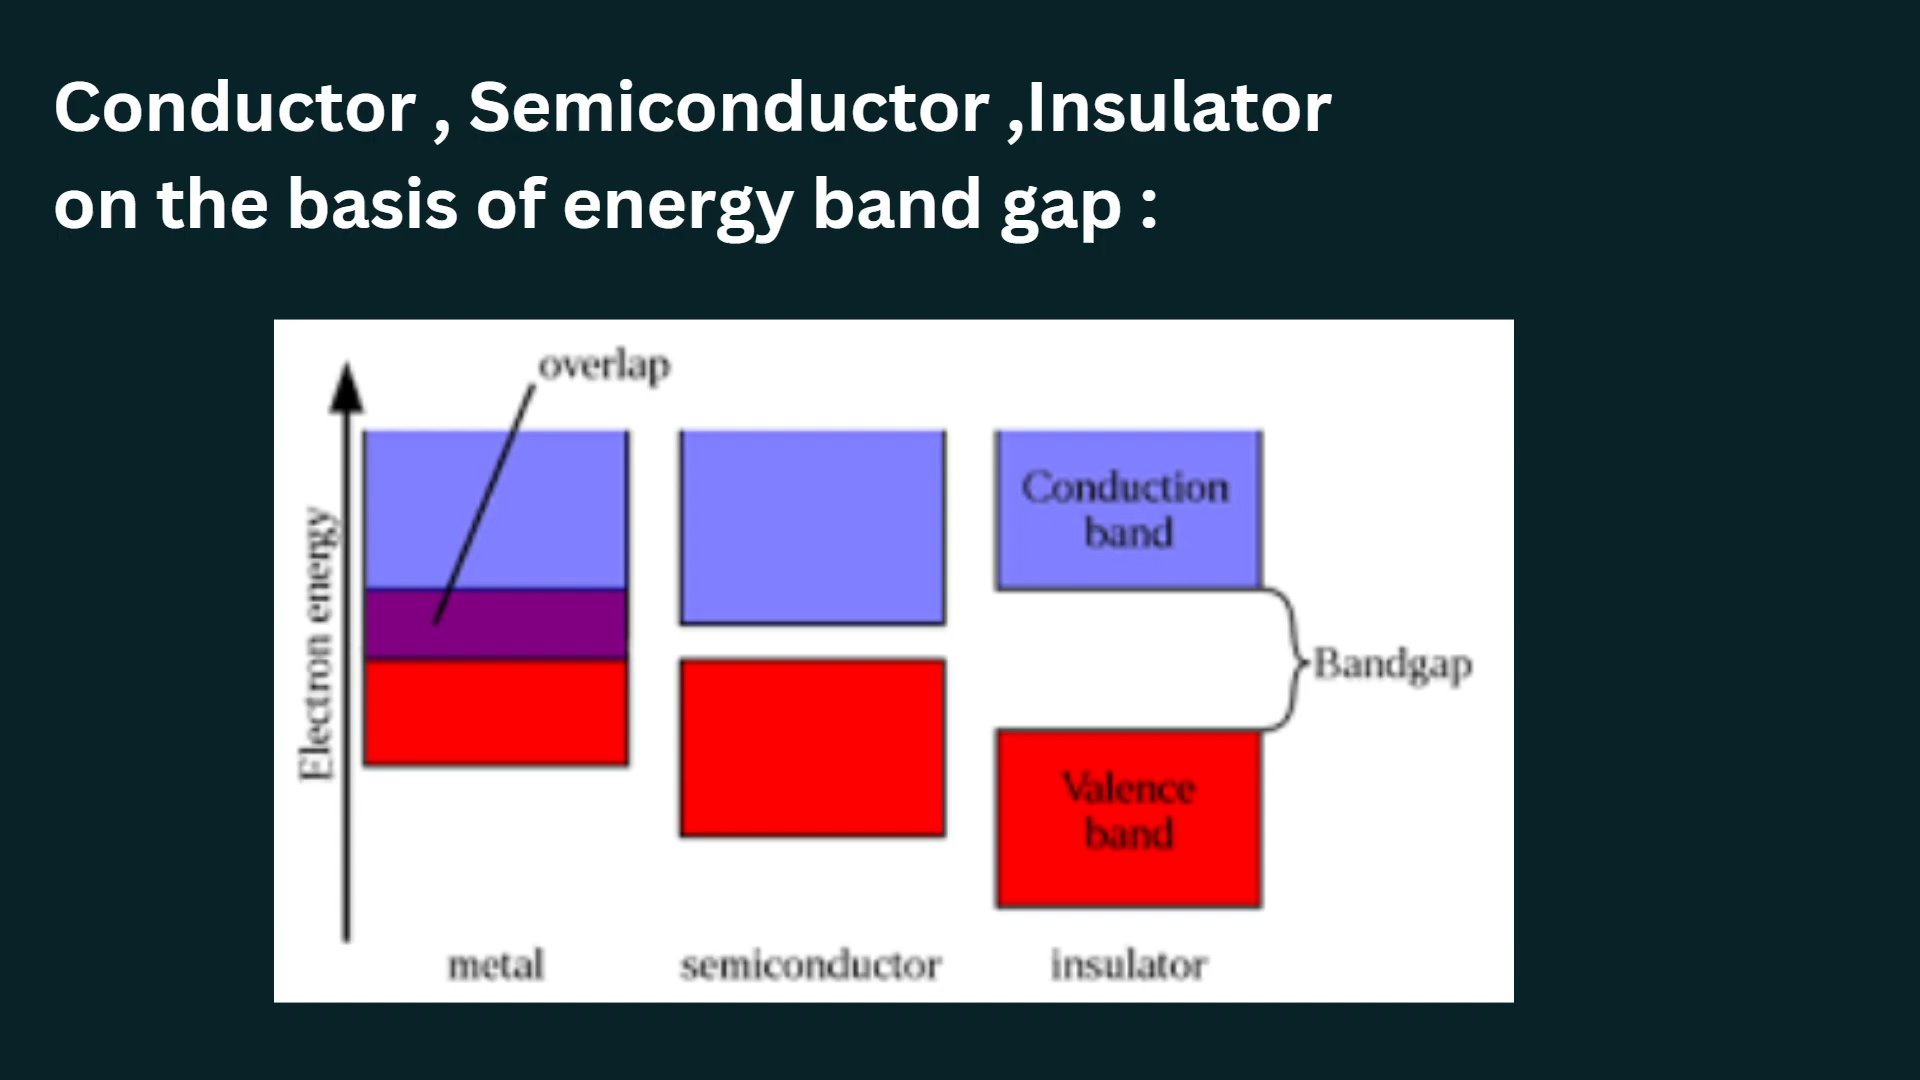 Conductor , Semiconductor ,Insulator
on the basis of energy band gap :
overlap
Electron energy
Conduction
band
Bandgap
Valence
band
metal
semiconductor
insulator